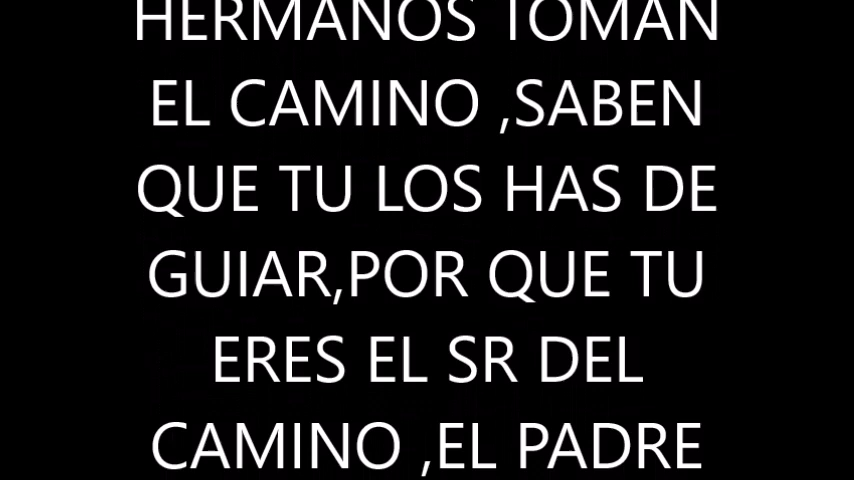 HERMANOS TOMAN
EL CAMINO ,SABEN
QUE TU LOS HAS DE
GUIAR,POR QUE TU
ERES EL SR DEL
CAMINO ,EL PADRE